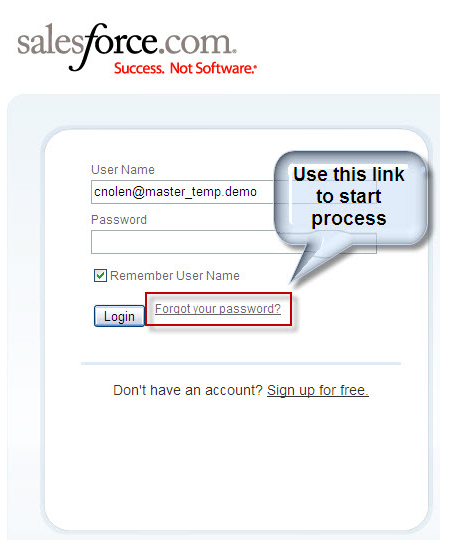 salesforce.com.
Success. Not Software.
User Name
cnolen@master_temp.demo
Use this link
to start
process
Password
Remember User Name
Login
Forgot your password?
Don't have an account? Sign up for free.